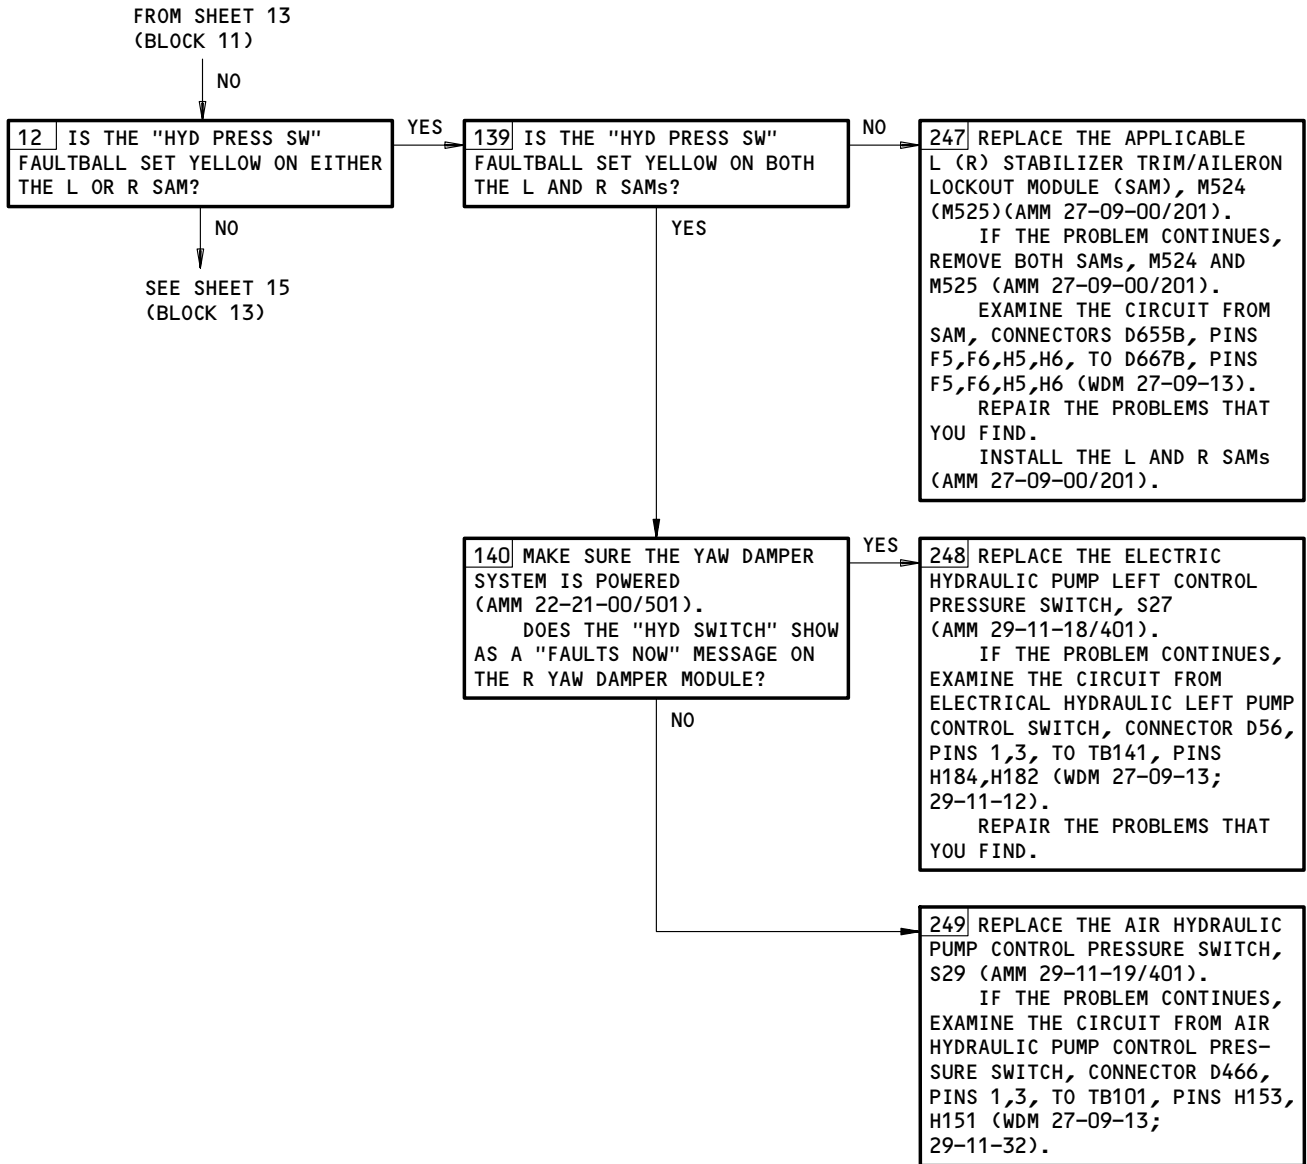 FROM SHEET 13
(BLOCK 11)
NO
12 IS THE "HYD PRESS SW"
FAULTBALL SET YELLOW ON EITHER
THE L OR R SAM?
YES
NO
SEE SHEET 15
(BLOCK 13)
139 IS THE "HYD PRESS SW"
FAULTBALL SET YELLOW ON BOTH
THE L AND R SAMs?
NO
YES
247 REPLACE THE APPLICABLE
L (R) STABILIZER TRIM/AILERON
LOCKOUT MODULE (SAM), M524
(M525)(AMM 27-09-00/201).
IF THE PROBLEM CONTINUES,
REMOVE BOTH SAMs, M524 AND
M525 (AMM 27-09-00/201).
EXAMINE THE CIRCUIT FROM
SAM, CONNECTORS D655B, PINS
F5,F6,H5,H6, TO D667B, PINS
F5,F6,H5,H6 (WDM 27-09-13).
REPAIR THE PROBLEMS THAT
YOU FIND.
INSTALL THE L AND R SAMs
(AMM 27-09-00/201).
140 MAKE SURE THE YAW DAMPER
SYSTEM IS POWERED
(AMM 22-21-00/501).
DOES THE "HYD SWITCH" SHOW
AS A "FAULTS NOW" MESSAGE ON
THE R YAW DAMPER MODULE?
YES
NO
248 REPLACE THE ELECTRIC
HYDRAULIC PUMP LEFT CONTROL
PRESSURE SWITCH, S27
(AMM 29-11-18/401).
IF THE PROBLEM CONTINUES,
EXAMINE THE CIRCUIT FROM
ELECTRICAL HYDRAULIC LEFT PUMP
CONTROL SWITCH, CONNECTOR D56,
PINS 1,3, TO TB141, PINS
H184,H182 (WDM 27-09-13;
29-11-12).
REPAIR THE PROBLEMS THAT
YOU FIND.
249 REPLACE THE AIR HYDRAULIC
PUMP CONTROL PRESSURE SWITCH,
S29 (AMM 29-11-19/401).
IF THE PROBLEM CONTINUES,
EXAMINE THE CIRCUIT FROM AIR
HYDRAULIC PUMP CONTROL PRES-
SURE SWITCH, CONNECTOR D466,
PINS 1,3, TO TB101, PINS H153,
H151 (WDM 27-09-13;
29-11-32).